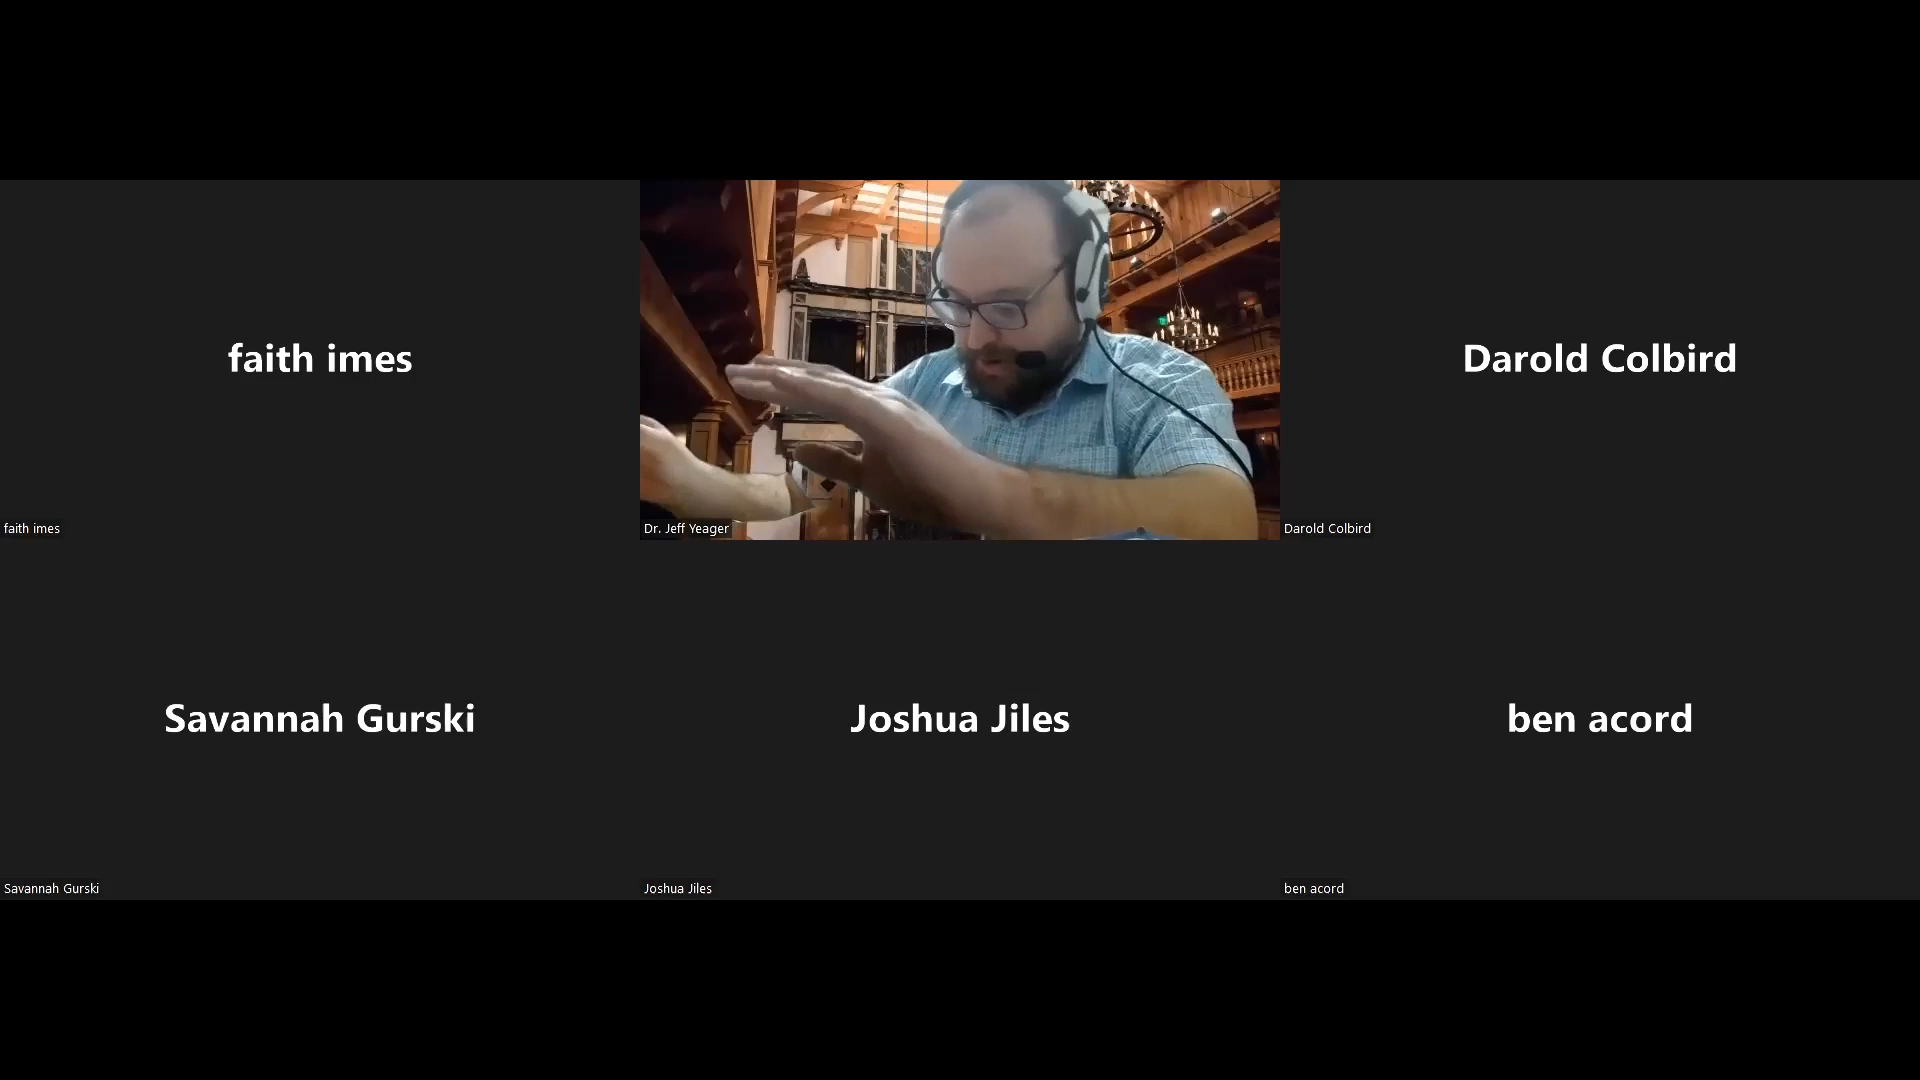 faith imes
Darold Colbird
faith imes
Dr. Jeff Yeager
Darold Colbird
Savannah Gurski
Joshua Jiles
ben acord
Savannah Gurski
Joshua Jiles
ben acord